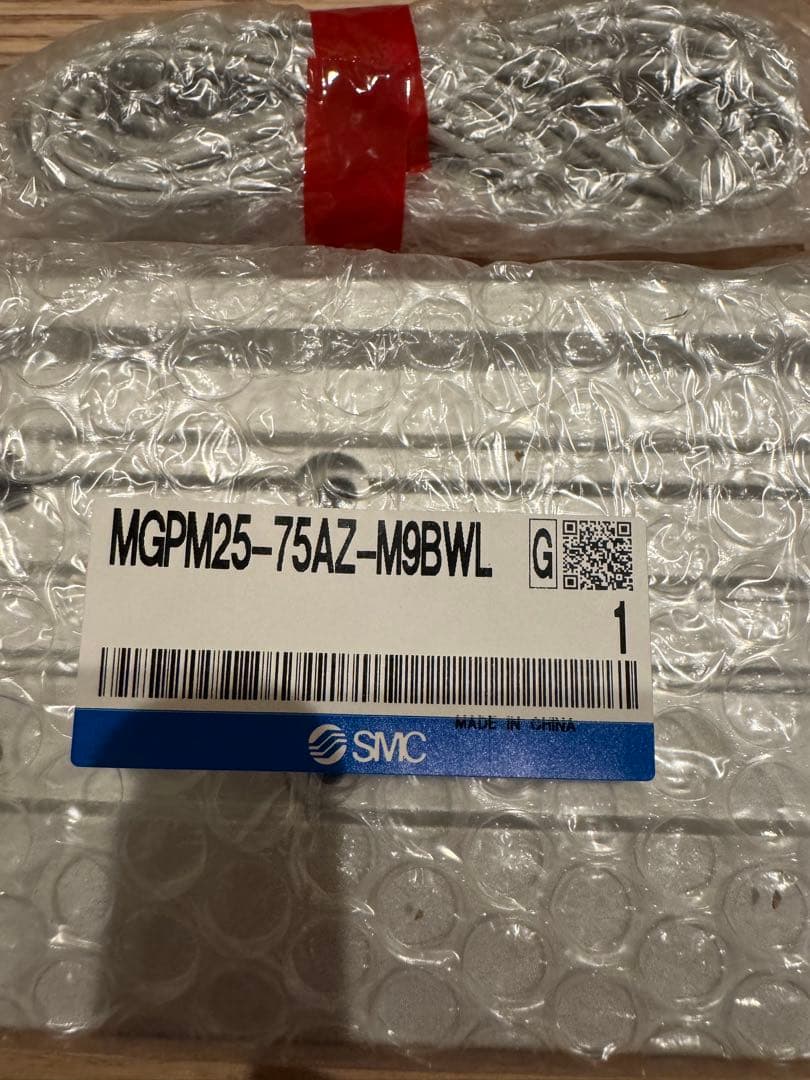 MGPM25-75AZ-M9BWL G
1
MADE IN CHINA
SMC